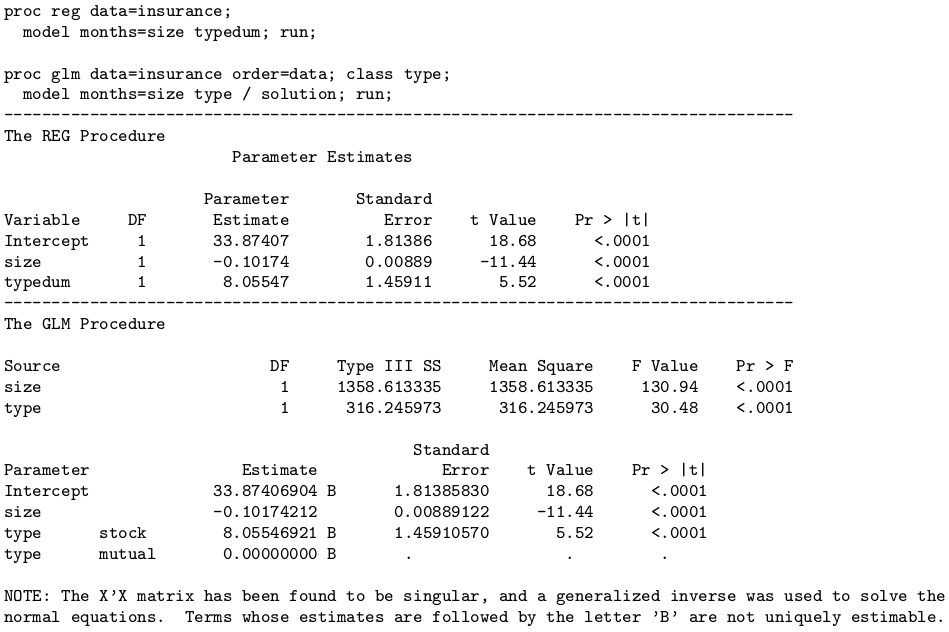 proc reg data=insurance;
  model months=size typedum; run;

proc glm data=insurance order=data; class type;
  model months=size type / solution; run;
-----------------------------------------------------------------------------------
The REG Procedure
                        Parameter Estimates

                     Parameter       Standard
Variable     DF       Estimate          Error    t Value    Pr > |t|
Intercept     1       33.87407        1.81386      18.68      <.0001
size          1       -0.10174        0.00889     -11.44      <.0001
typedum       1        8.05547        1.45911       5.52      <.0001
-----------------------------------------------------------------------------------
The GLM Procedure

Source                      DF     Type III SS     Mean Square    F Value    Pr > F
size                         1     1358.613335     1358.613335     130.94    <.0001
type                         1      316.245973      316.245973      30.48    <.0001

                                           Standard
Parameter                Estimate             Error    t Value    Pr > |t|
Intercept             33.87406904 B      1.81385830      18.68      <.0001
size                  -0.10174212        0.00889122     -11.44      <.0001
type      stock        8.05546921 B      1.45910570       5.52      <.0001
type      mutual       0.00000000 B       .               .         .

NOTE: The X'X matrix has been found to be singular, and a generalized inverse was used to solve the
normal equations.  Terms whose estimates are followed by the letter 'B' are not uniquely estimable.